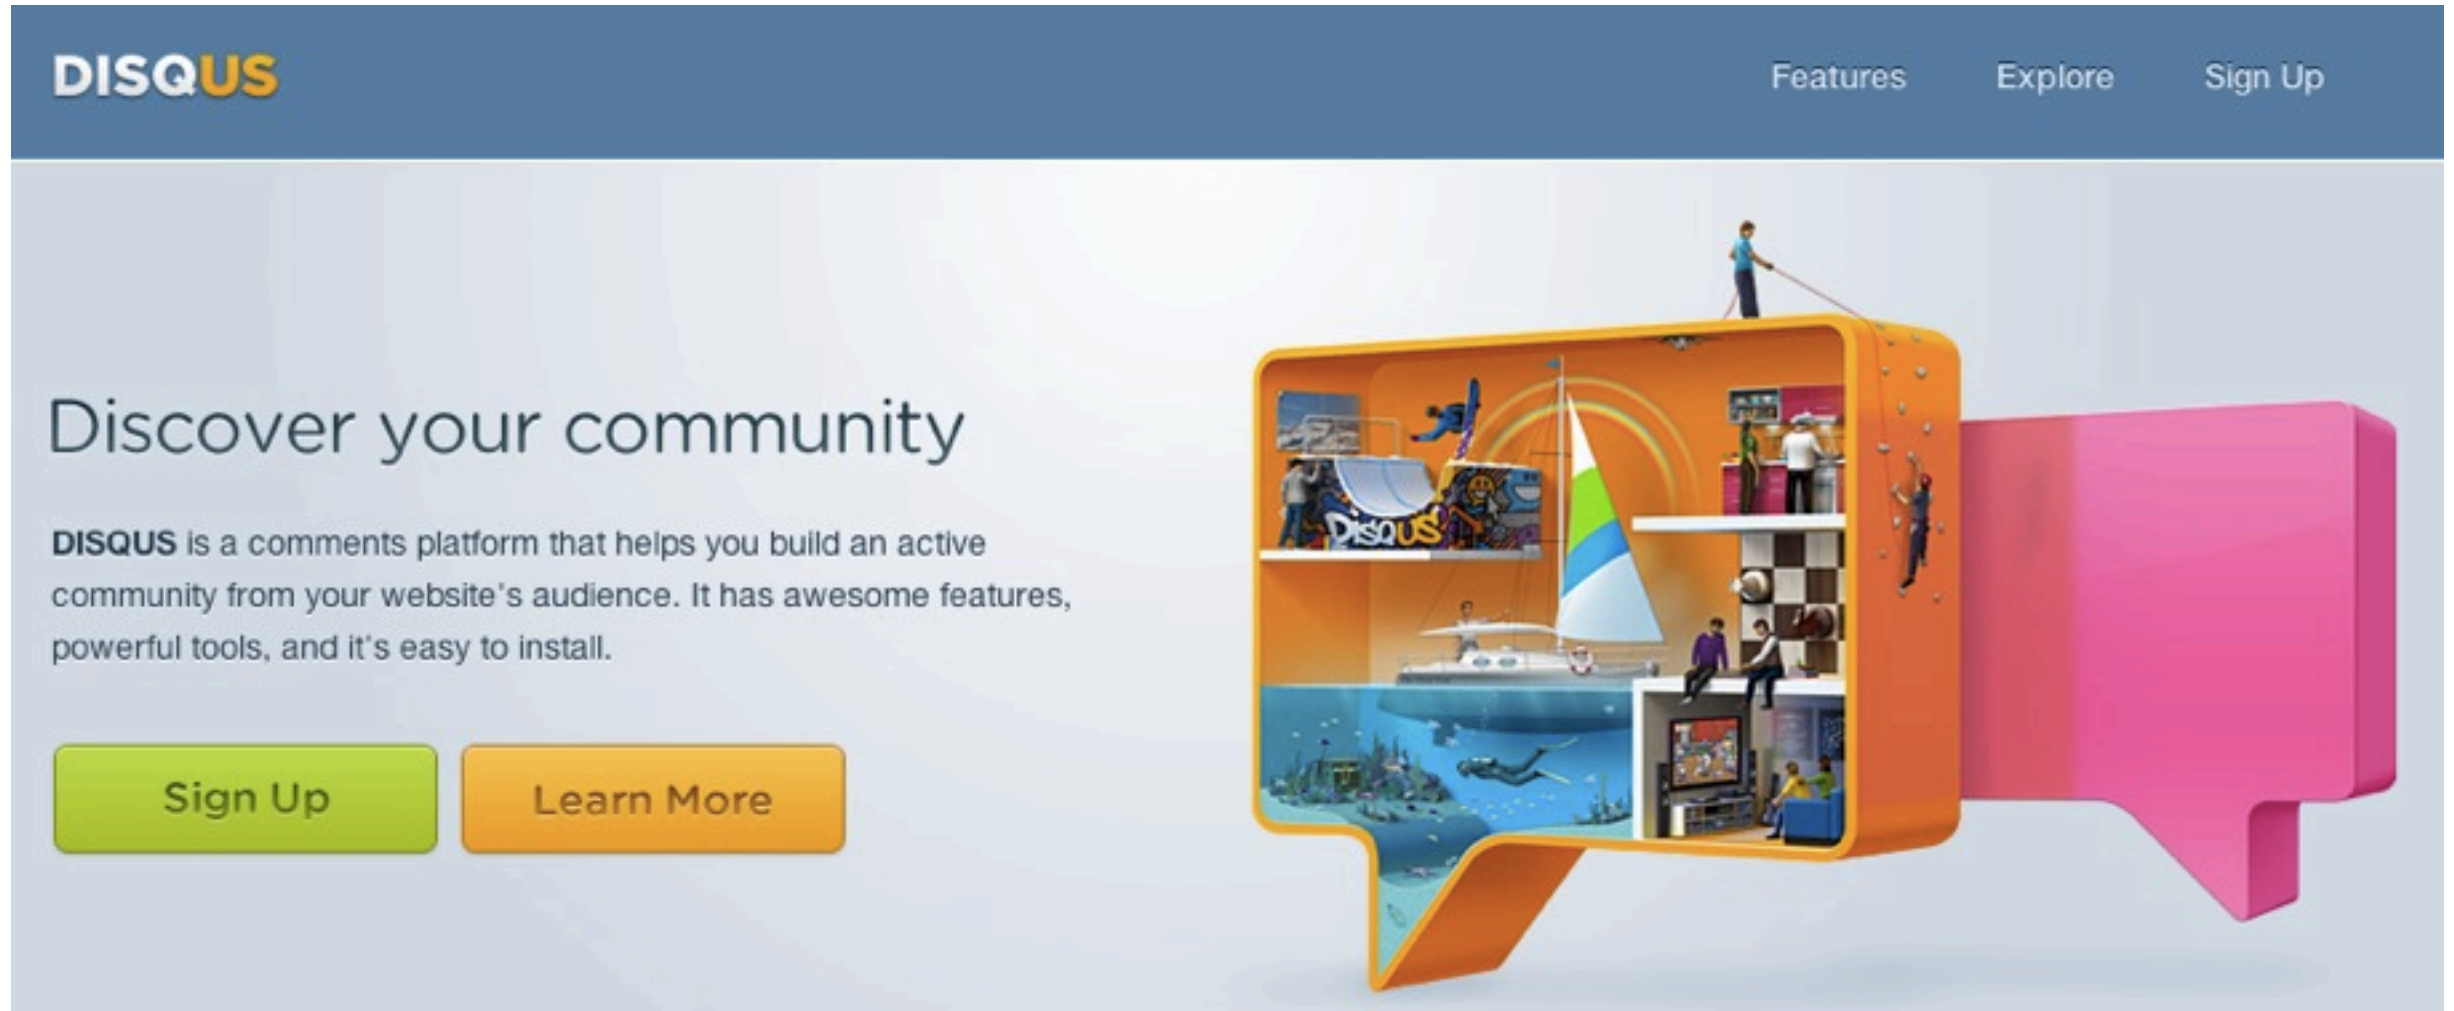 DISQUS
Features Explore Sign Up
Discover your community
DISQUS is a comments platform that helps you build an active
community from your website's audience. It has awesome features,
powerful tools, and it's easy to install.
Sign Up Learn More
DISQUS